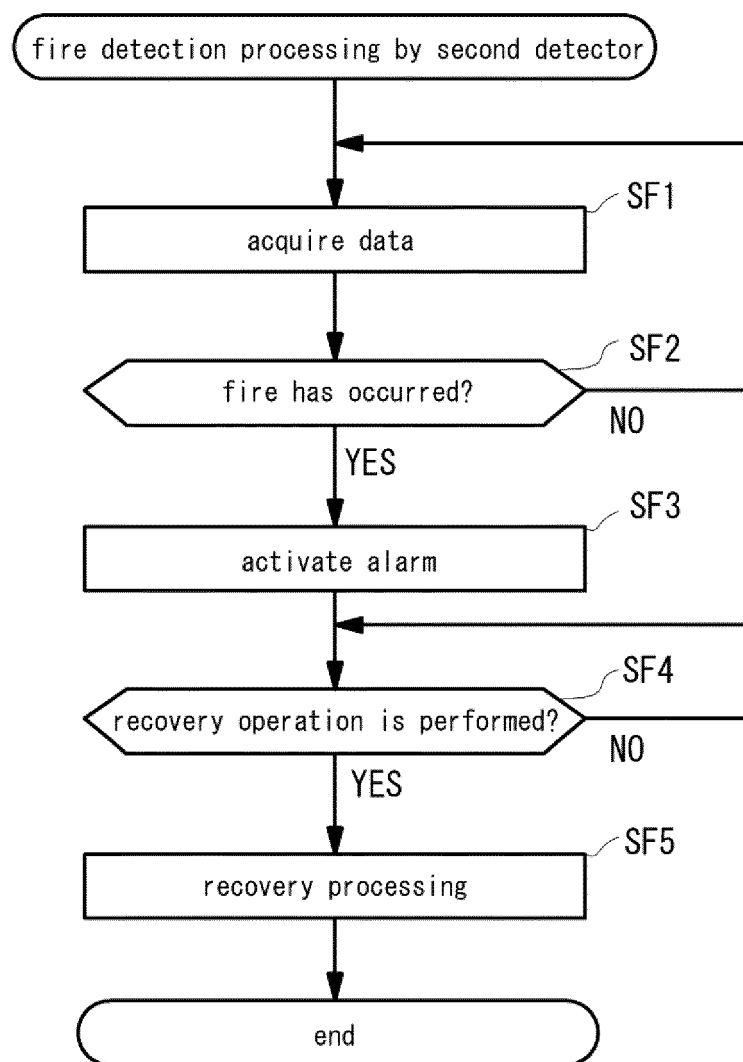 fire detection processing by second detector
SF1
acquire data
SF2
fire has occurred?
NO
YES
SF3
activate alarm
SF4
recovery operation is performed?
NO
YES
SF5
recovery processing
end